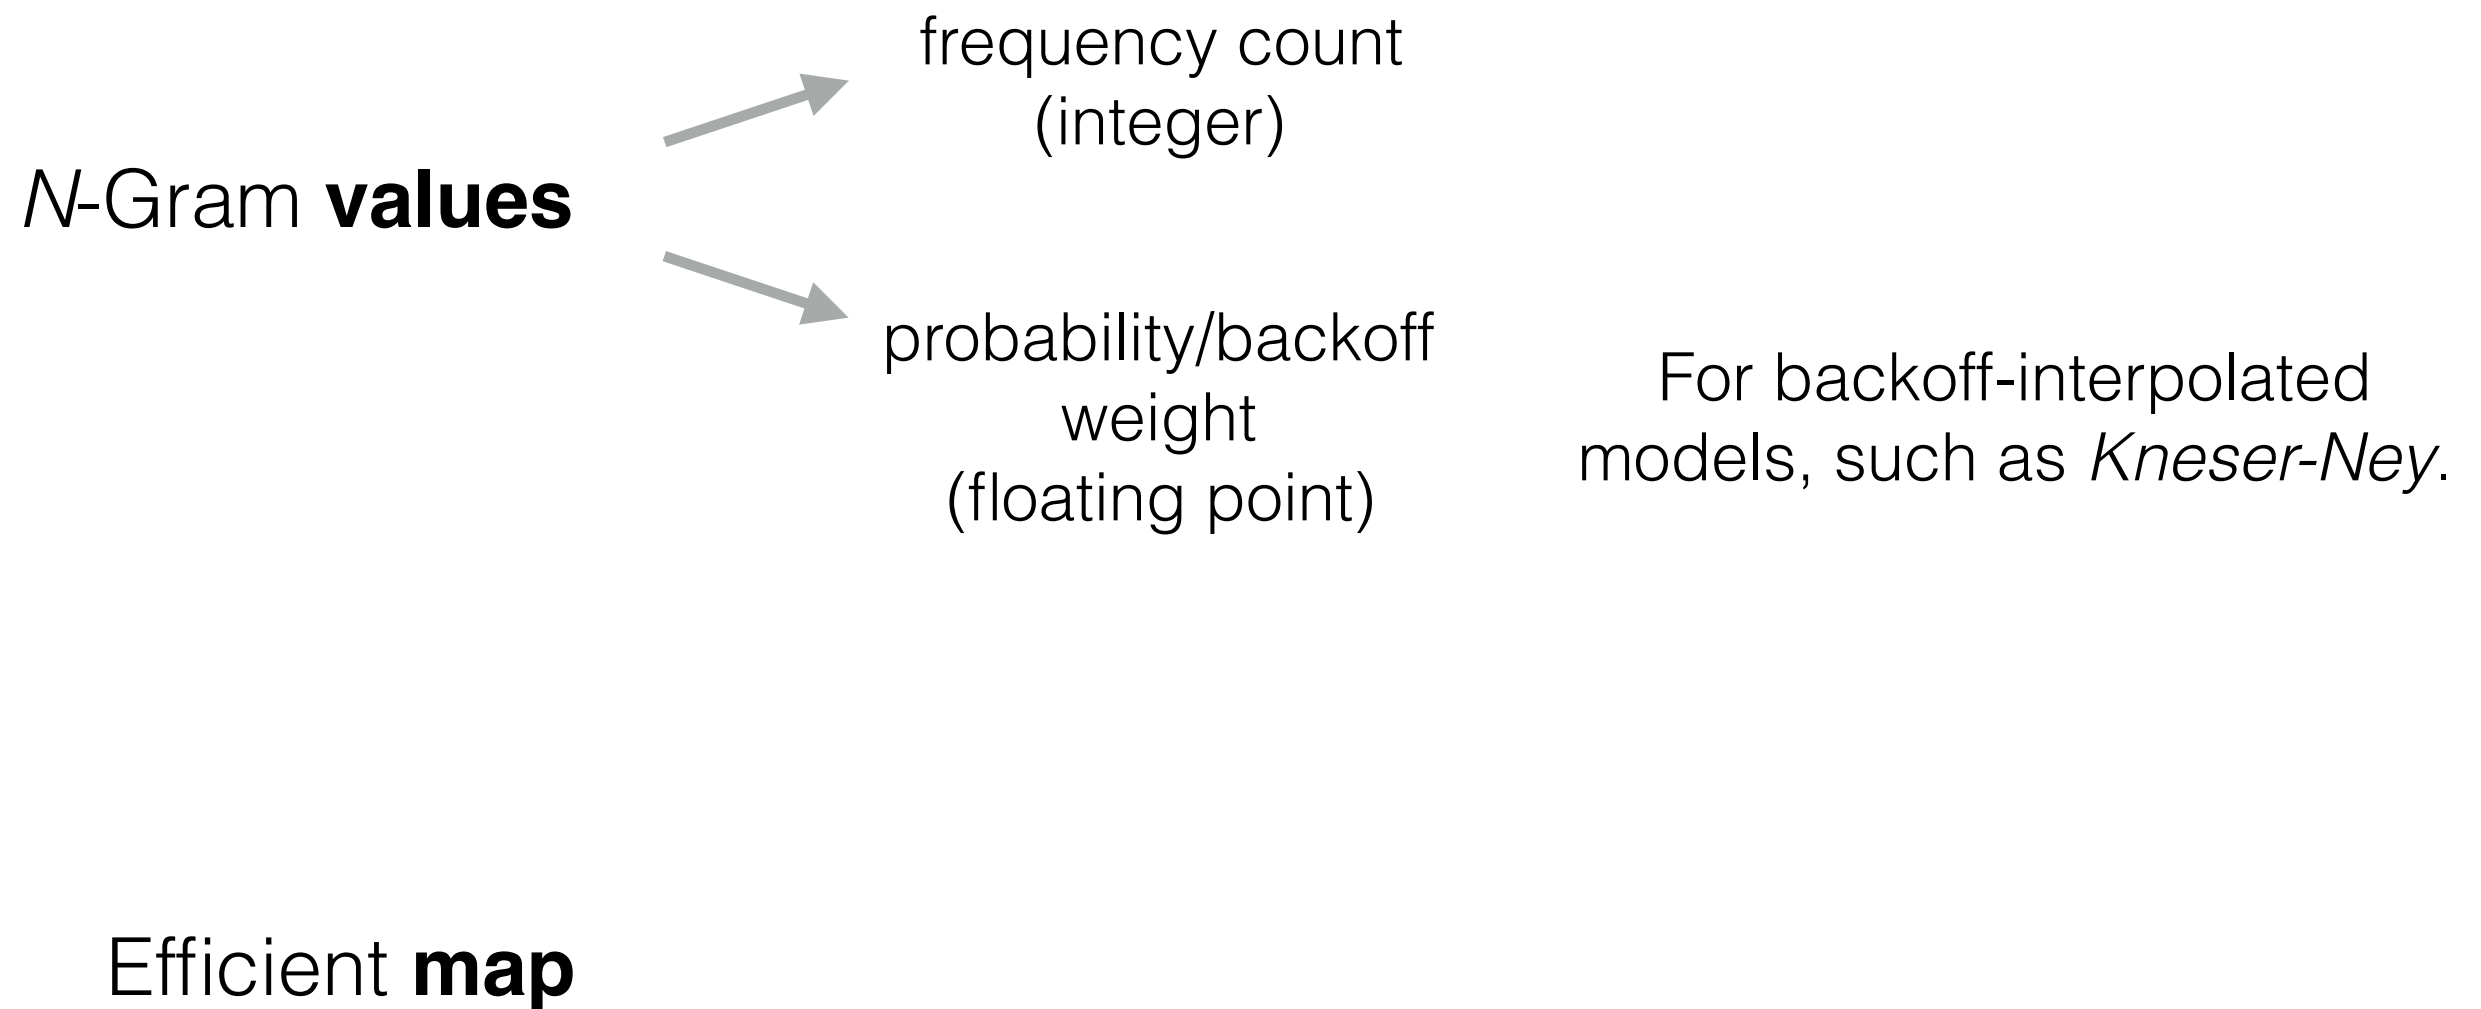 frequency count
(integer)
N-Gram values
probability/backoff
weight
(floating point)
For backoff-interpolated
models, such as Kneser-Ney.
Efficient map